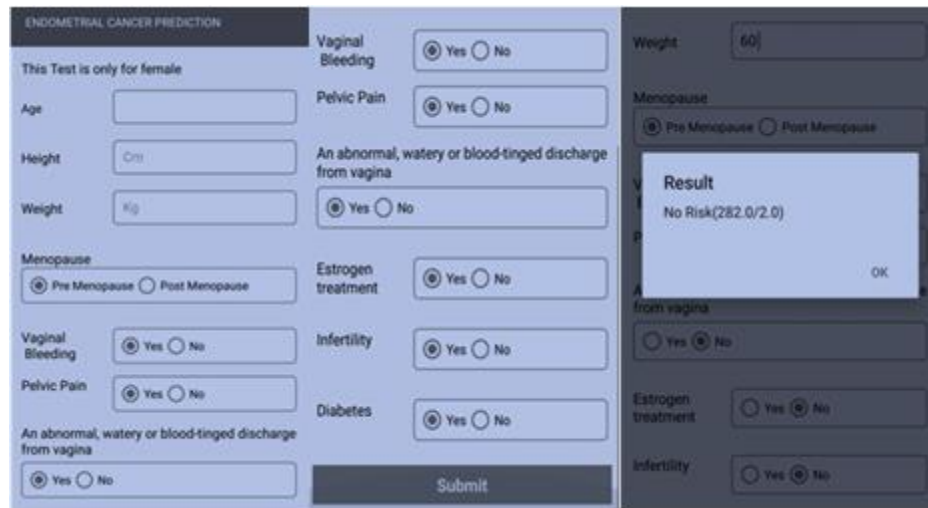 ENDOMETRIAL CANCER PREDICTION
This Test is only for female
Age
Height
Cm
Weight
Kg
Menopause
Pre Menopause Post Menopause
Vaginal
Bleeding
Yes No
Pelvic Pain
Yes No
An abnormal, watery or blood-tinged discharge
from vagina
Yes No
Vaginal
Bleeding
Yes No
Pelvic Pain
Yes No
An abnormal, watery or blood-tinged discharge
from vagina
Yes No
Estrogen
treatment
Yes No
Infertility
Yes No
Diabetes
Yes No
Submit
Weight
60
Menopause
Pre Menopause Post Menopause
Result
No Risk(282.0/2.0)
OK
from vagina
Yes No
Estrogen
treatment
Yes No
Infertility
Yes No